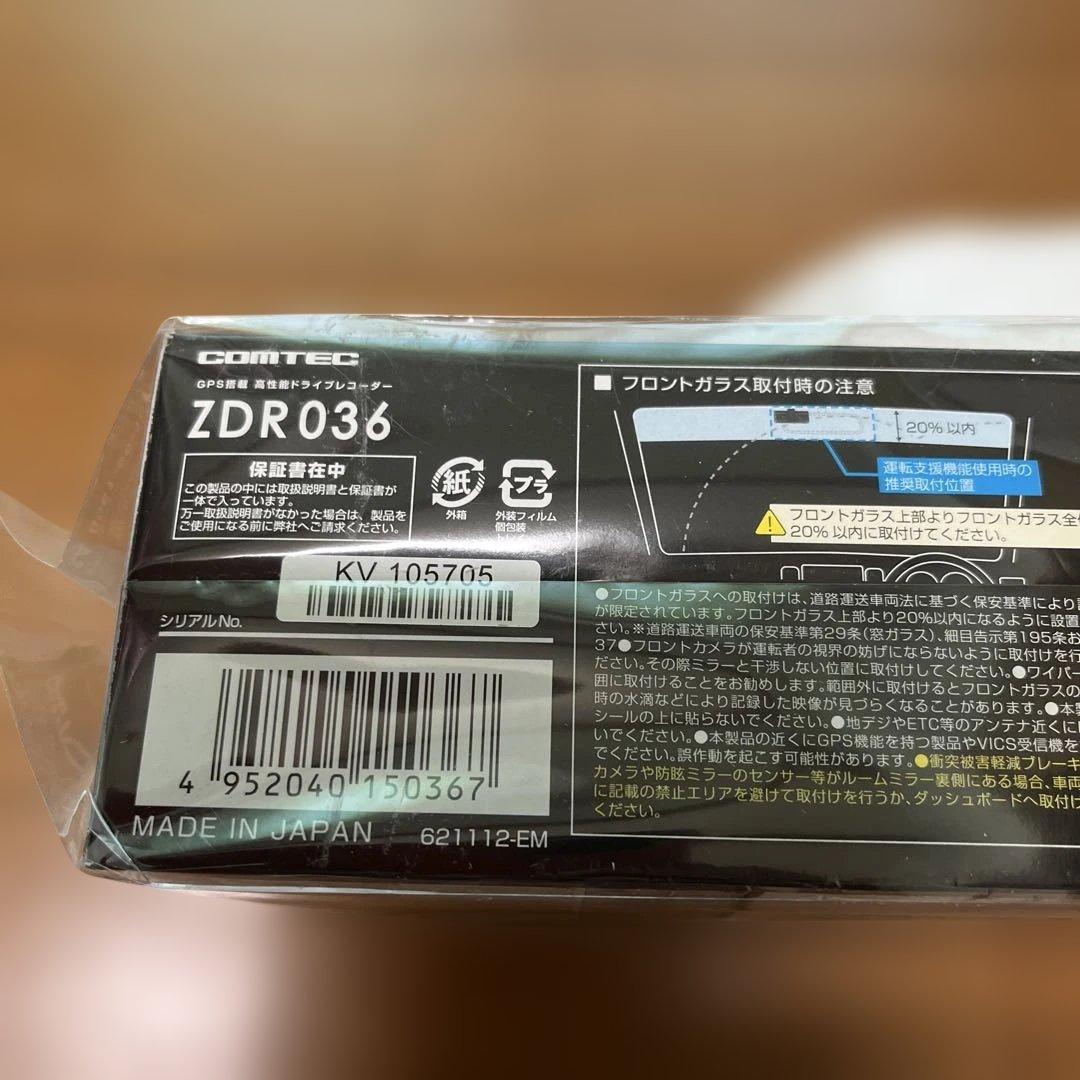 COMTEC
GPS搭載 高性能ドライブレコーダー
ZDR036
保証書在中
この製品の中には取扱説明書と保証書が
一体で入っています。
万一取扱説明書がなかった場合は、製品を
ご使用になる前に弊社へご請求ください。
紙
外箱
プラ
外装フィルム
個包装
KV 105705
シリアルNo.
4 952040 150367
MADE IN JAPAN
621112-EM
■ フロントガラス取付時の注意
20% 以内
運転支援機能使用時の
推奨取付位置
フロントガラス上部よりフロントガラス全
20% 以内に取付けてください。
●フロントガラスへの取付けは、道路運送車両法に基づく保安基準により
が限定されています。フロントガラス上部より20%以内になるように設置
さい。※道路運送車両の保安基準第29条(窓ガラス)、細目告示第195条お
37●フロントカメラが運転者の視界の妨げにならないように取付けを行
ださい。その際ミラーと干渉しない位置に取付けしてください。●ワイパー
囲に取付けることをお勧めします。範囲外に取付けるとフロントガラスの
時の水滴などにより記録した映像が見づらくなることがあります。●本
シールの上に貼らないでください。●地デジやETC等のアンテナ近くに
いでください。●本製品の近くにGPS機能を持つ製品やVICS受信機を
でください。誤作動を起こす可能性があります。●衝突被害軽減ブレーキ
カメラや防眩ミラーのセンサー等がルームミラー裏側にある場合、車両
に記載の禁止エリアを避けて取付けを行うか、ダッシュボードへ取付け
ください。